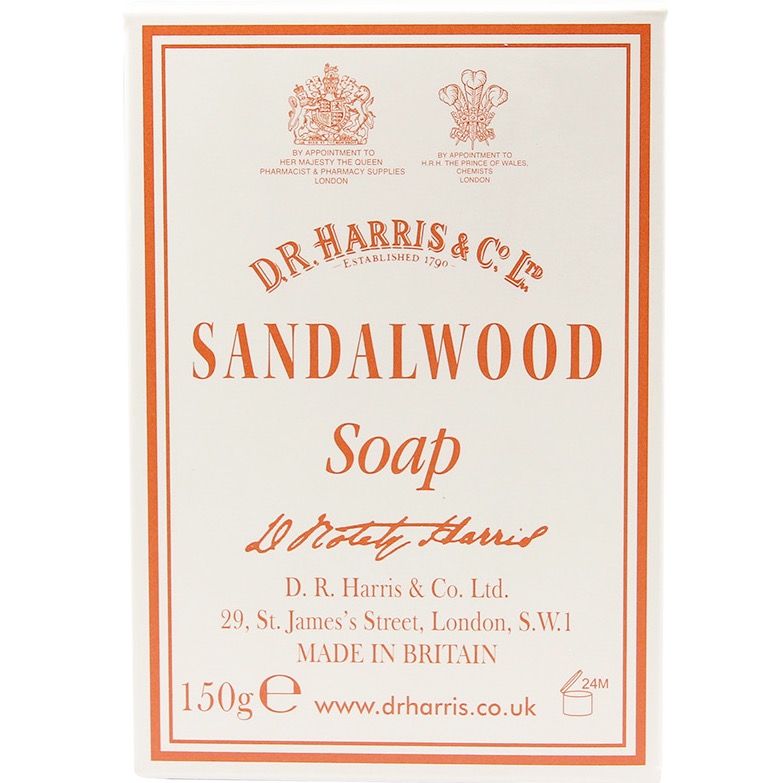 BY APPOINTMENT TO
HER MAJESTY THE QUEEN
PHARMACIST & PHARMACY SUPPLIES
LONDON
BY APPOINTMENT TO
H.R.H. THE PRINCE OF WALES,
CHEMISTS
LONDON
D.R. HARRIS & Co. LTD
ESTABLISHED 1790
SANDALWOOD
Soap
D Rotaty Harris
D. R. Harris & Co. Ltd.
29, St. James's Street, London, S.W.1
MADE IN BRITAIN
150g ℮ www.drharris.co.uk
24M